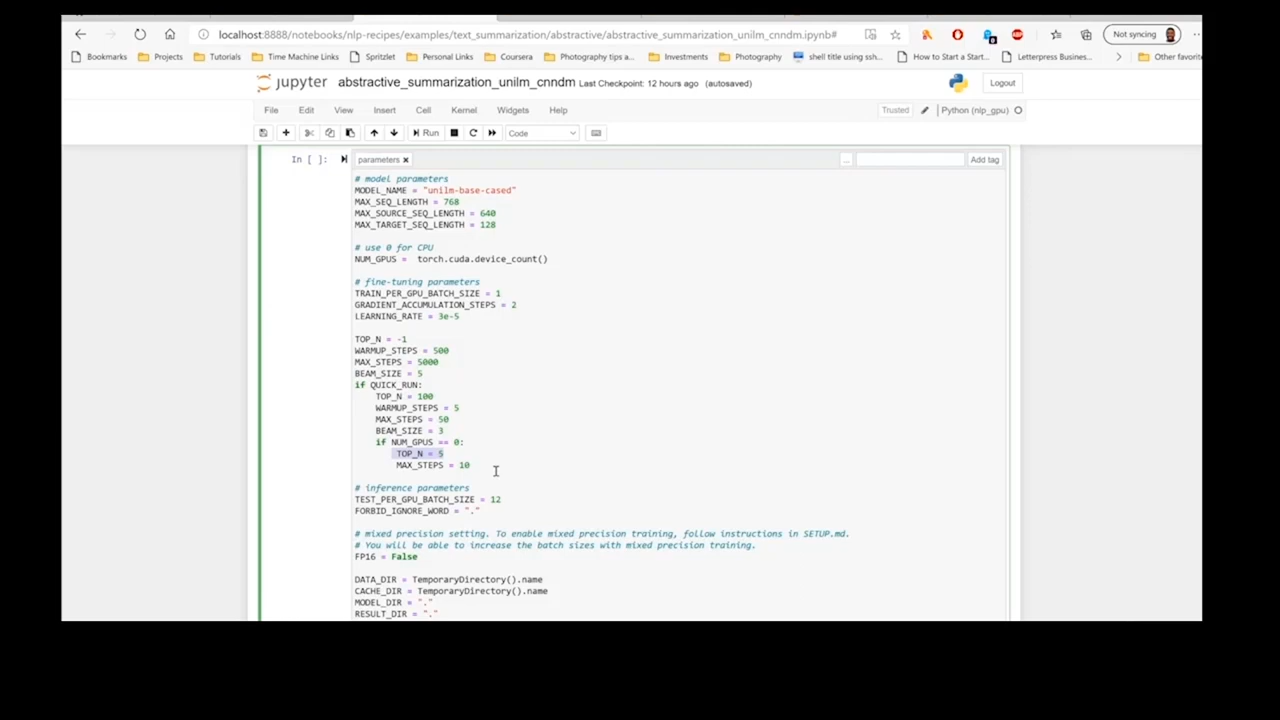 localhost:8888/notebooks/nlp-recipes/examples/text_summarization/abstractive/abstractive_summarization_unilm_cnndm.ipynb#
Not syncing
Bookmarks Projects Tutorials Time Machine Links Spritzlet Personal Links Coursera Photography tips a... Investments Photography shell title using ssh... How to Start a Start... Letterpress Business... Other favorite
jupyter abstractive_summarization_unilm_cnndm Last Checkpoint: 12 hours ago (autosaved) Logout
File Edit View Insert Cell Kernel Widgets Help Trusted Python (nlp_gpu)
Run Code
In [ ]: parameters × ... Add tag
# model parameters
MODEL_NAME = "unilm-base-cased"
MAX_SEQ_LENGTH = 768
MAX_SOURCE_SEQ_LENGTH = 640
MAX_TARGET_SEQ_LENGTH = 128
# use 0 for CPU
NUM_GPUS =  torch.cuda.device_count()
# fine-tuning parameters
TRAIN_PER_GPU_BATCH_SIZE = 1
GRADIENT_ACCUMULATION_STEPS = 2
LEARNING_RATE = 3e-5
TOP_N = -1
WARMUP_STEPS = 500
MAX_STEPS = 5000
BEAM_SIZE = 5
if QUICK_RUN:
TOP_N = 100
WARMUP_STEPS = 5
MAX_STEPS = 50
BEAM_SIZE = 3
if NUM_GPUS == 0:
TOP_N = 5
MAX_STEPS = 10
# inference parameters
TEST_PER_GPU_BATCH_SIZE = 12
FORBID_IGNORE_WORD = "."
# mixed precision setting. To enable mixed precision training, follow instructions in SETUP.md.
# You will be able to increase the batch sizes with mixed precision training.
FP16 = False
DATA_DIR = TemporaryDirectory().name
CACHE_DIR = TemporaryDirectory().name
MODEL_DIR = "."
RESULT_DIR = "."